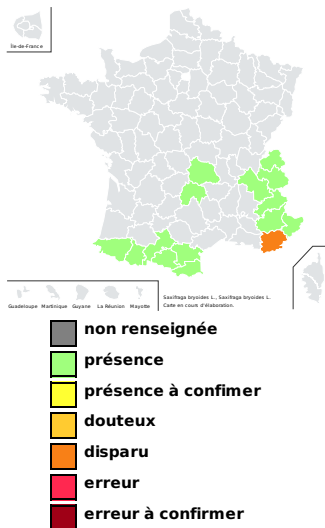 Île-de-France
Guadeloupe Martinique Guyane La Réunion Mayotte
Saxifraga bryoides L., Saxifraga bryoides L.
Carte en cours d'élaboration.
non renseignée
présence
présence à confimer
douteux
disparu
erreur
erreur à confirmer